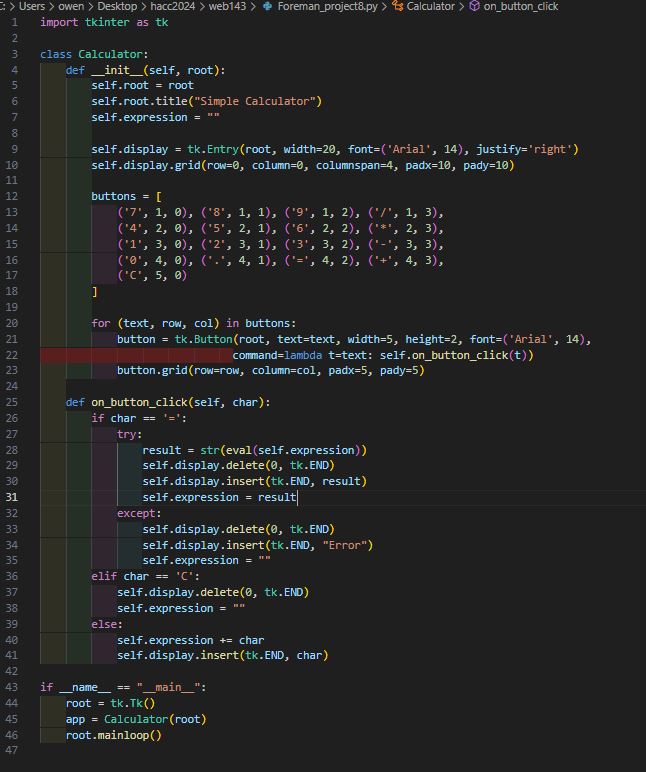 C: > Users > owen > Desktop > hacc2024 > web143 > Foreman_project8.py > Calculator > on_button_click
1 import tkinter as tk
2
3 class Calculator:
4     def __init__(self, root):
5         self.root = root
6         self.root.title("Simple Calculator")
7         self.expression = ""
8
9         self.display = tk.Entry(root, width=20, font=('Arial', 14), justify='right')
10         self.display.grid(row=0, column=0, columnspan=4, padx=10, pady=10)
11
12         buttons = [
13             ('7', 1, 0), ('8', 1, 1), ('9', 1, 2), ('/', 1, 3),
14             ('4', 2, 0), ('5', 2, 1), ('6', 2, 2), ('*', 2, 3),
15             ('1', 3, 0), ('2', 3, 1), ('3', 3, 2), ('-', 3, 3),
16             ('0', 4, 0), ('.', 4, 1), ('=', 4, 2), ('+', 4, 3),
17             ('C', 5, 0)
18         ]
19
20         for (text, row, col) in buttons:
21             button = tk.Button(root, text=text, width=5, height=2, font=('Arial', 14),
22                               command=lambda t=text: self.on_button_click(t))
23             button.grid(row=row, column=col, padx=5, pady=5)
24
25     def on_button_click(self, char):
26         if char == '=':
27             try:
28                 result = str(eval(self.expression))
29                 self.display.delete(0, tk.END)
30                 self.display.insert(tk.END, result)
31                 self.expression = result
32             except:
33                 self.display.delete(0, tk.END)
34                 self.display.insert(tk.END, "Error")
35                 self.expression = ""
36         elif char == 'C':
37             self.display.delete(0, tk.END)
38             self.expression = ""
39         else:
40             self.expression += char
41             self.display.insert(tk.END, char)
42
43 if __name__ == "__main__":
44     root = tk.Tk()
45     app = Calculator(root)
46     root.mainloop()
47